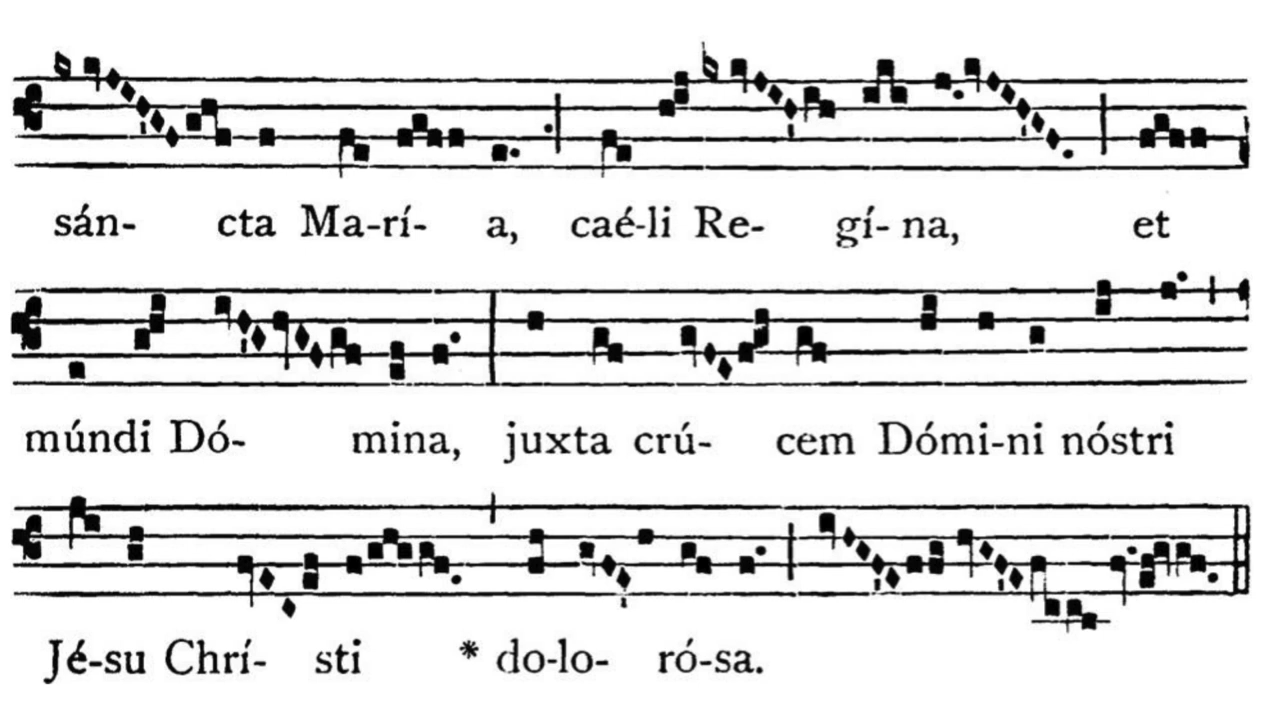 sán- cta Ma-rí- a, caé-li Re- gí- na, et
múndi Dó- mina, juxta crú- cem Dómi-ni nóstri
Jé-su Chrí- sti * do-lo- ró-sa.